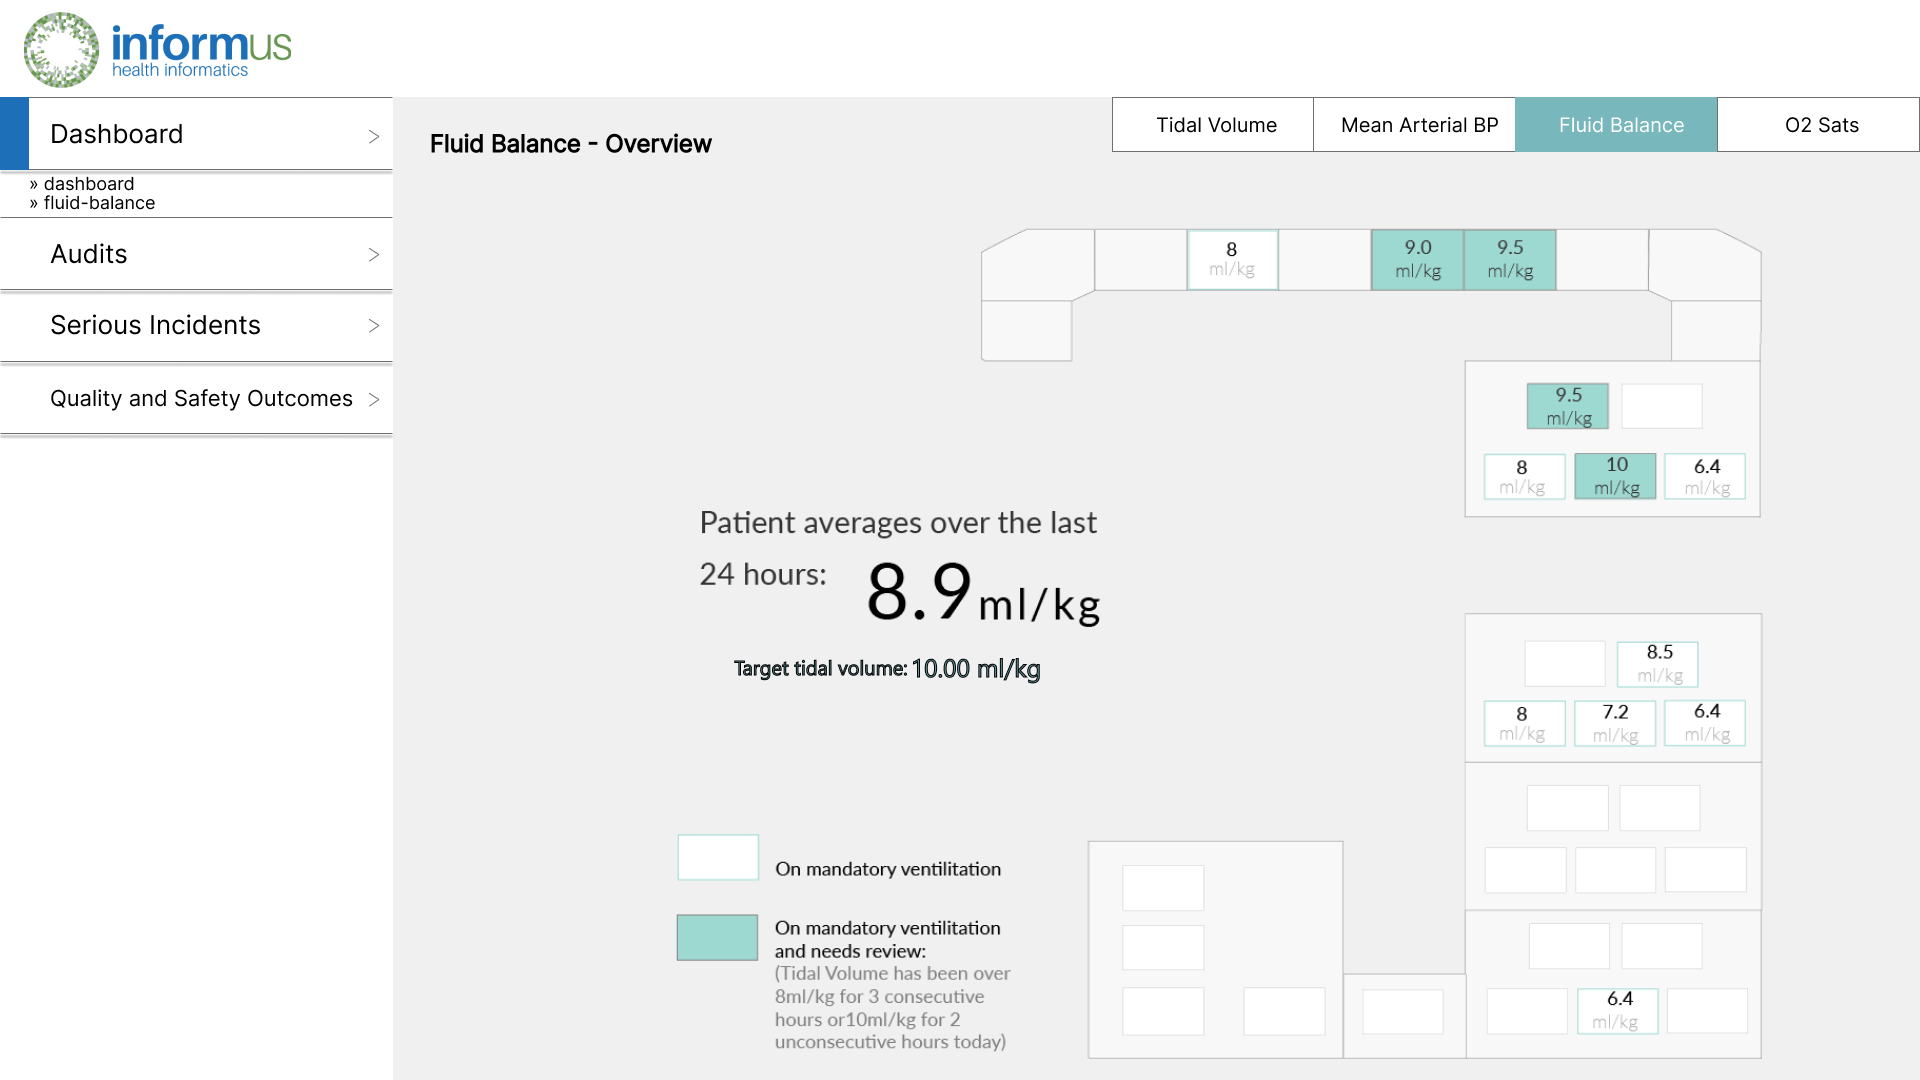 informus
health informatics
Dashboard
» dashboard
» fluid-balance
Audits
Serious Incidents
Quality and Safety Outcomes
Fluid Balance - Overview
Tidal Volume
Mean Arterial BP
Fluid Balance
O2 Sats
8
ml/kg
9.0
ml/kg
9.5
ml/kg
9.5
ml/kg
8
ml/kg
10
ml/kg
6.4
ml/kg
Patient averages over the last
24 hours: 8.9 ml/kg
Target tidal volume: 10.00 ml/kg
8.5
ml/kg
8
ml/kg
7.2
ml/kg
6.4
ml/kg
On mandatory ventilitation
On mandatory ventilitation
and needs review:
(Tidal Volume has been over
8ml/kg for 3 consecutive
hours or10ml/kg for 2
unconsecutive hours today)
6.4
ml/kg